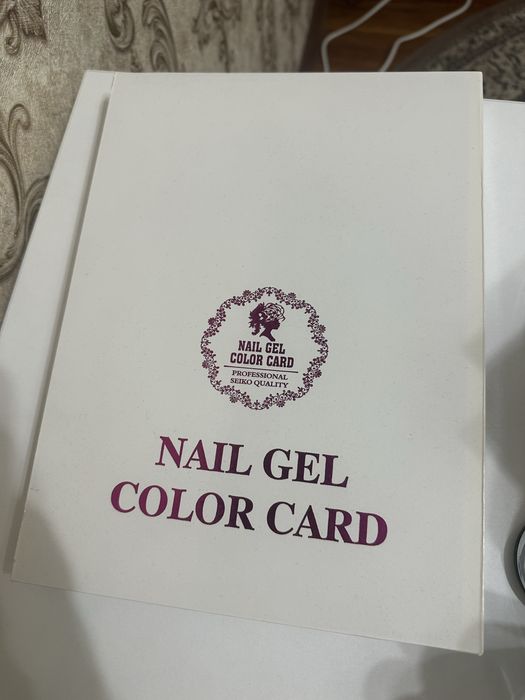 NAIL GEL
COLOR CARD
PROFESSIONAL
SEIKO QUALITY
NAIL GEL
COLOR CARD